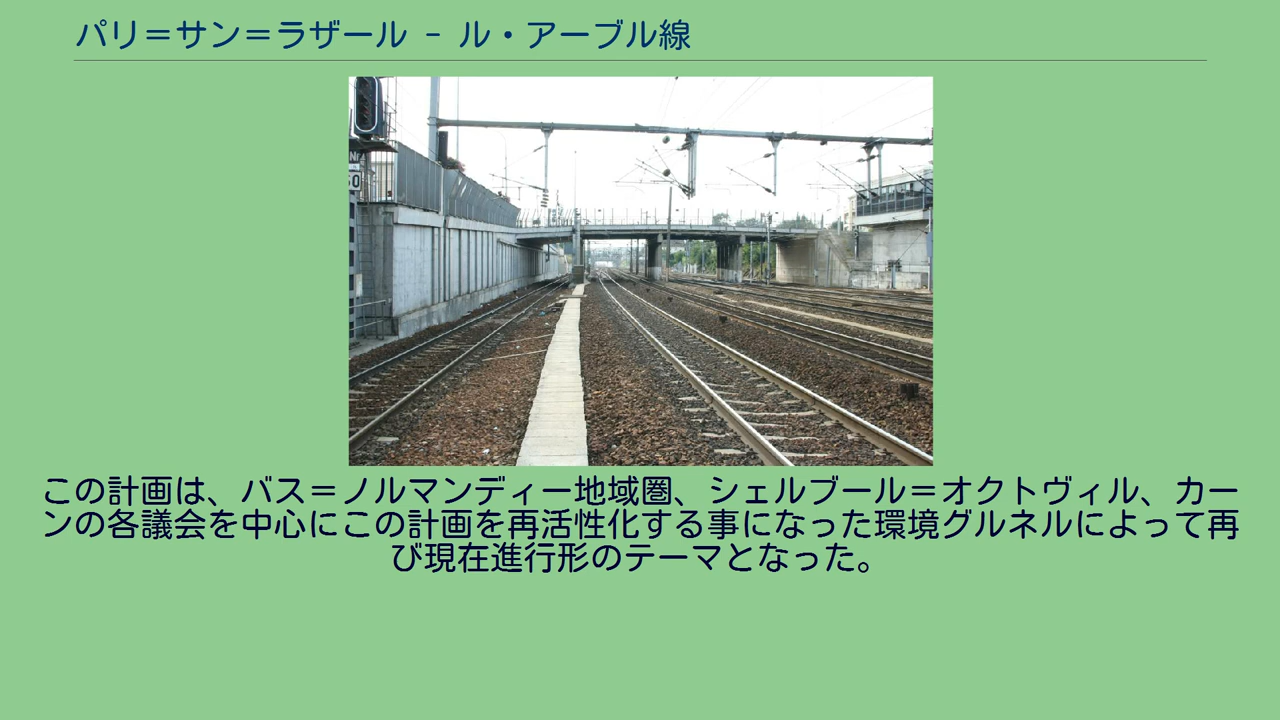 パリ＝サン＝ラザール － ル・アーブル線
この計画は、バス＝ノルマンディー地域圏、シェルブール＝オクトヴィル、カー
ンの各議会を中心にこの計画を再活性化する事になった環境グルネルによって再
び現在進行形のテーマとなった。